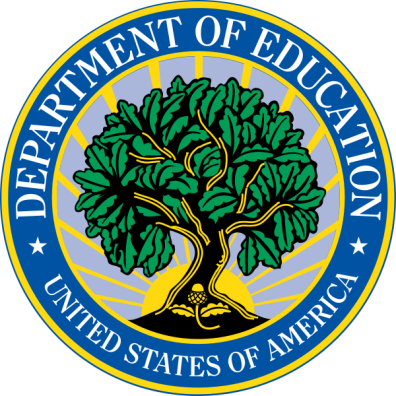 DEPARTMENT OF EDUCATION
UNITED STATES OF AMERICA